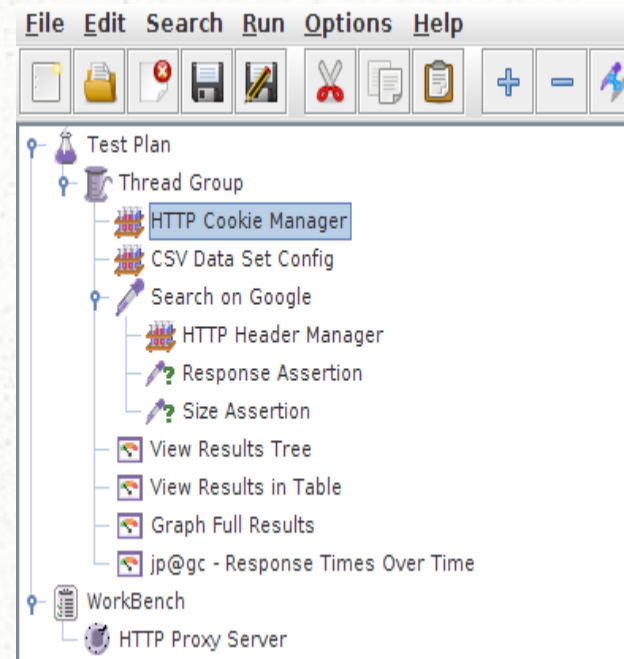 File Edit Search Run Options Help
Test Plan
Thread Group
HTTP Cookie Manager
CSV Data Set Config
Search on Google
HTTP Header Manager
Response Assertion
Size Assertion
View Results Tree
View Results in Table
Graph Full Results
jp@gc - Response Times Over Time
WorkBench
HTTP Proxy Server